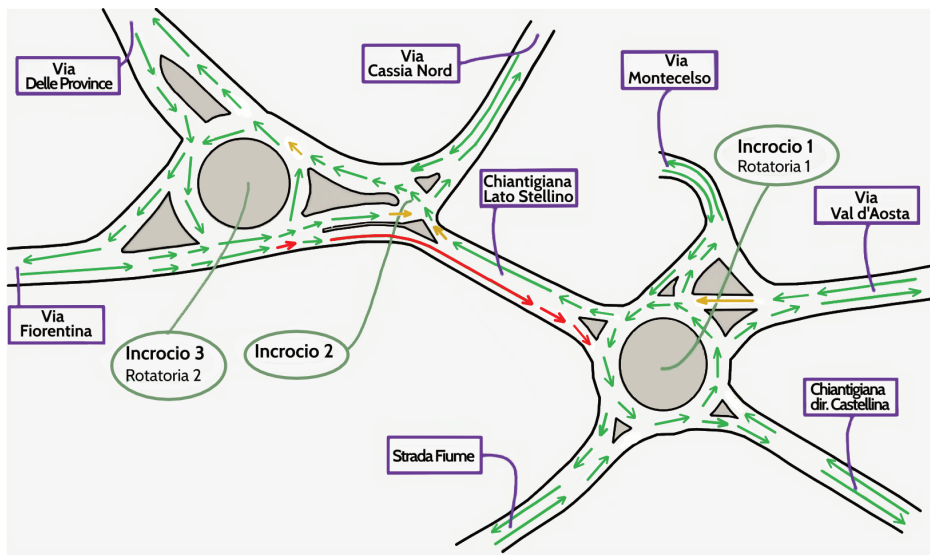 Via
Delle Province
Via
Cassia Nord
Via
Montecelso
Incrocio 1
Rotatoria 1
Chiantigiana
Lato Stellino
Via
Val d'Aosta
Via
Fiorentina
Incrocio 3
Rotatoria 2
Incrocio 2
Chiantigiana
dir. Castellina
Strada Fiume